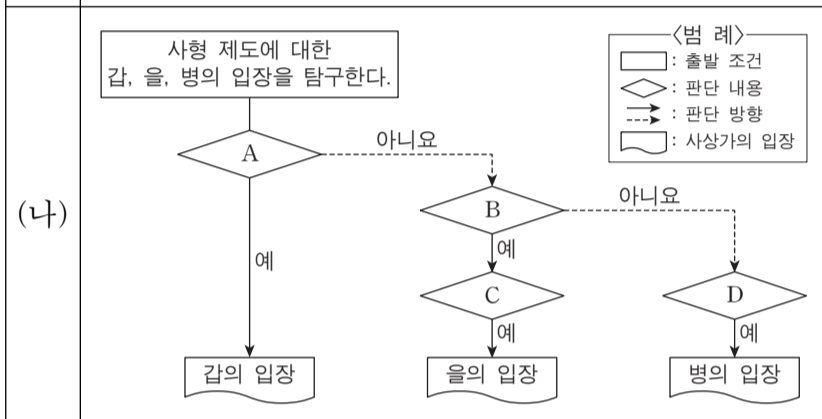 (나)
사형 제도에 대한
갑, 을, 병의 입장을 탐구한다.
〈범 례〉
: 출발 조건
: 판단 내용
: 판단 방향
: 사상가의 입장
A
아니요
B
아니요
예
예
C
D
예
예
갑의 입장
을의 입장
병의 입장